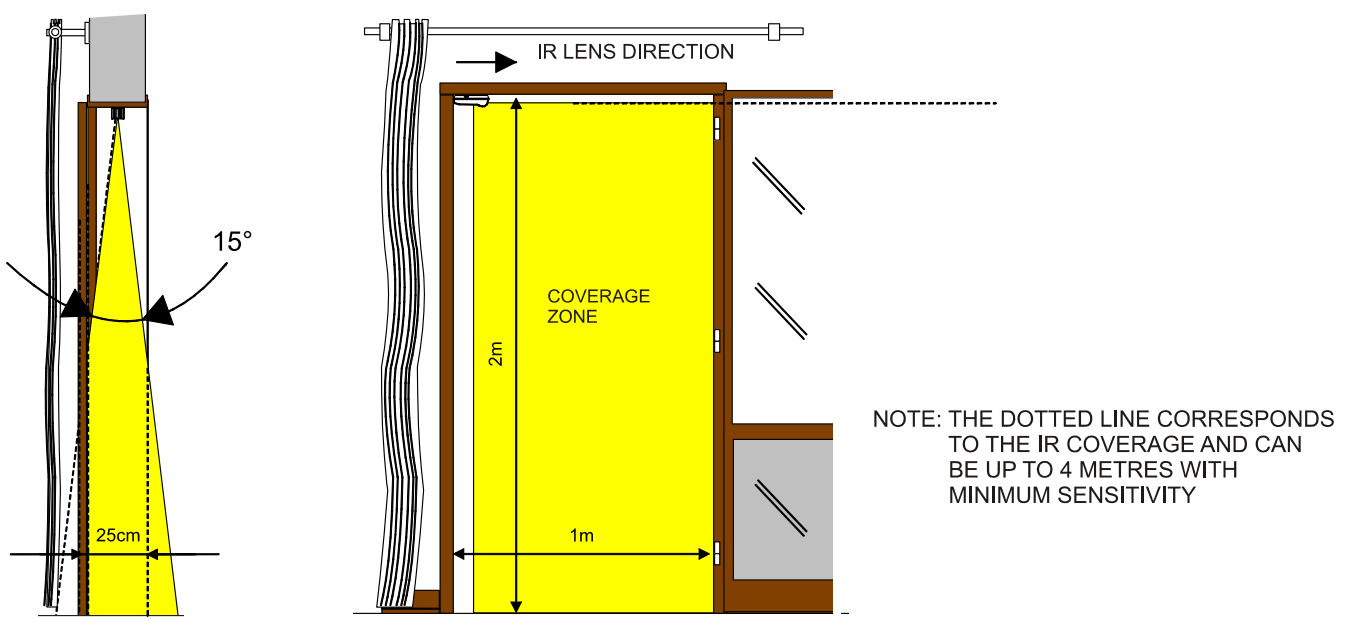 IR LENS DIRECTION
15°
COVERAGE
ZONE
2m
25cm
1m
NOTE: THE DOTTED LINE CORRESPONDS
TO THE IR COVERAGE AND CAN
BE UP TO 4 METRES WITH
MINIMUM SENSITIVITY